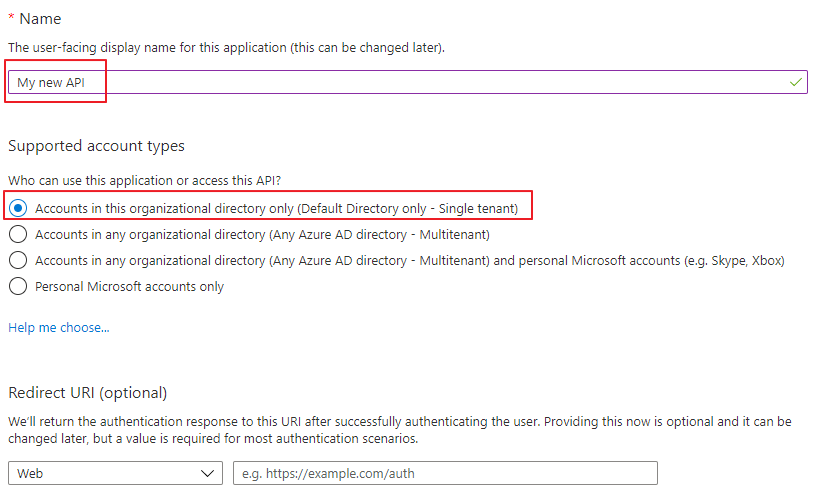 * Name
The user-facing display name for this application (this can be changed later).
My new API
Supported account types
Who can use this application or access this API?
Accounts in this organizational directory only (Default Directory only - Single tenant)
Accounts in any organizational directory (Any Azure AD directory - Multitenant)
Accounts in any organizational directory (Any Azure AD directory - Multitenant) and personal Microsoft accounts (e.g. Skype, Xbox)
Personal Microsoft accounts only
Help me choose...
Redirect URI (optional)
We'll return the authentication response to this URI after successfully authenticating the user. Providing this now is optional and it can be
changed later, but a value is required for most authentication scenarios.
Web e.g. https://example.com/auth